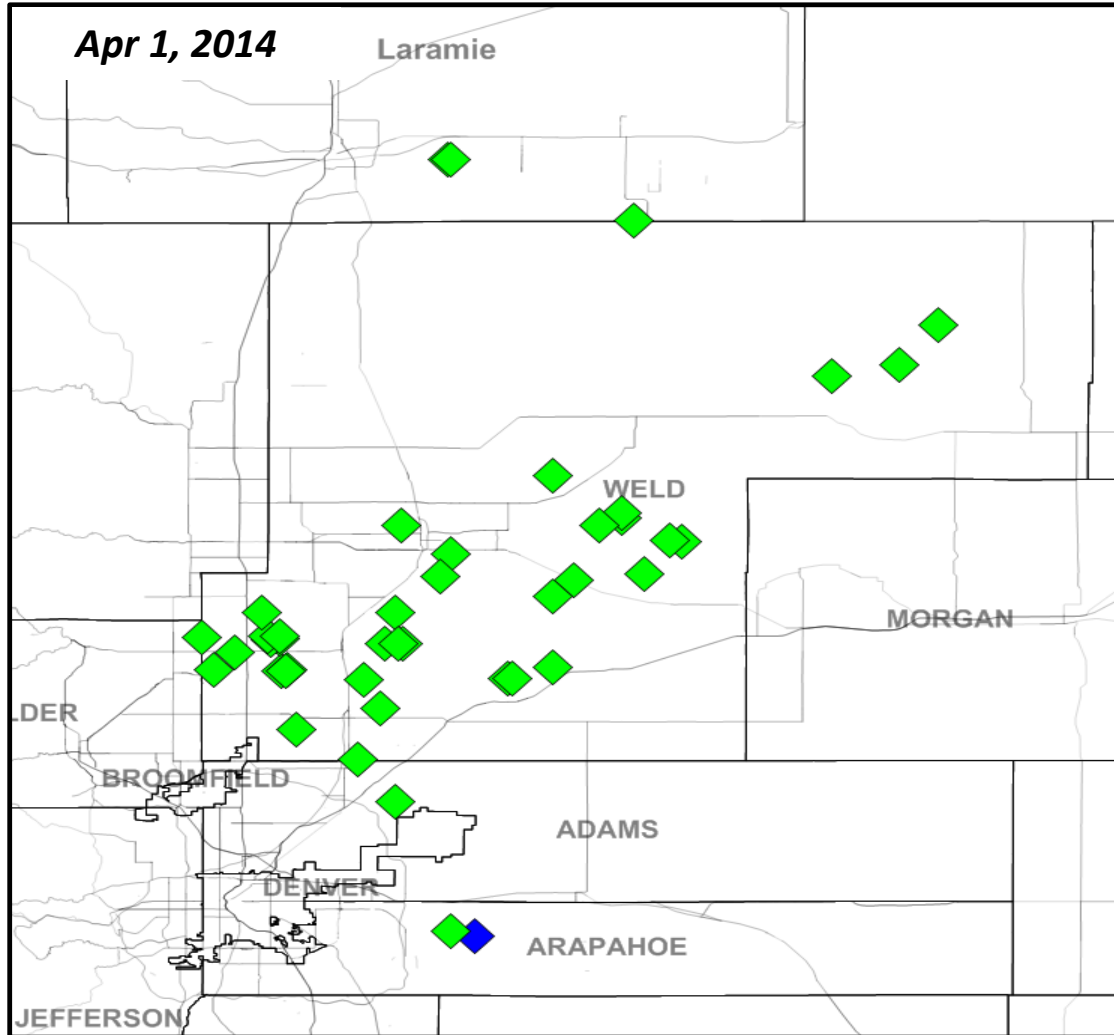 Apr 1, 2014
Laramie
WELD
MORGAN
LDER
BROOMFIELD
ADAMS
DENVER
ARAPAHOE
JEFFERSON